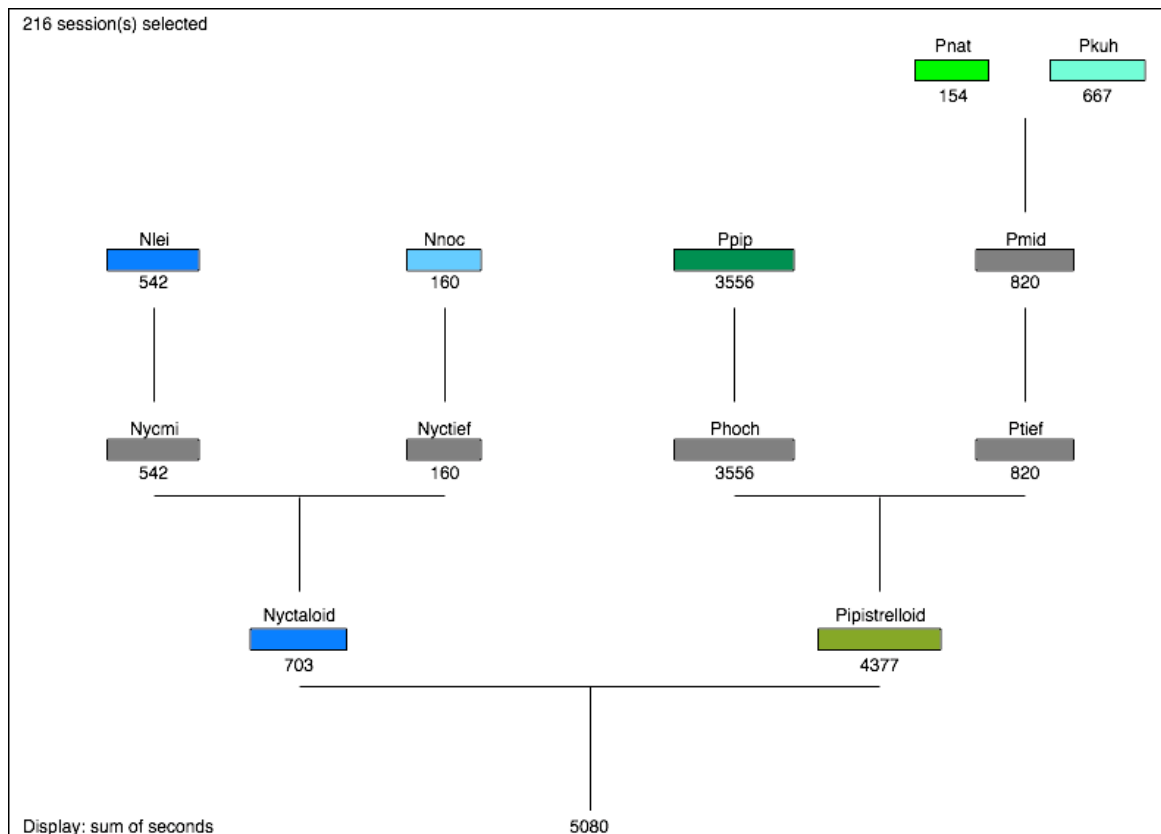 216 session(s) selected
Pnat Pkuh
154 667
Nlei Nnoc Ppip Pmid
542 160 3556 820
Nycmi Nyctief Phoch Ptief
542 160 3556 820
Nyctaloid Pipistrelloid
703 4377
Display: sum of seconds 5080